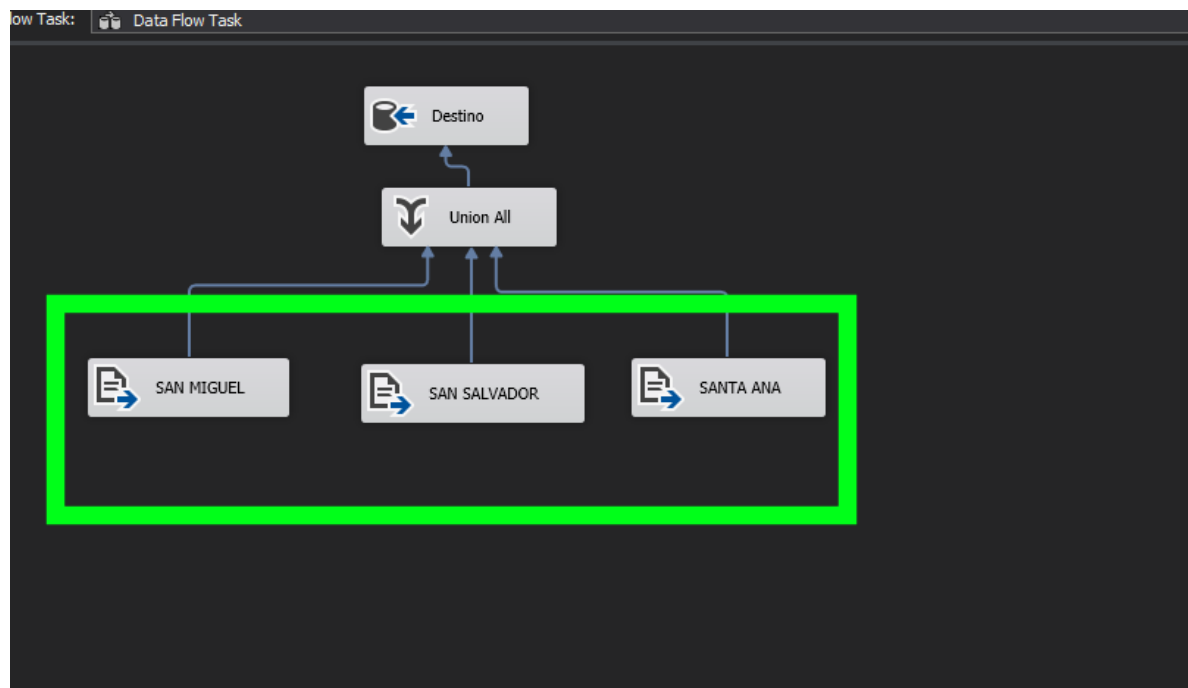 low Task: Data Flow Task
Destino
Union All
SAN MIGUEL
SAN SALVADOR
SANTA ANA